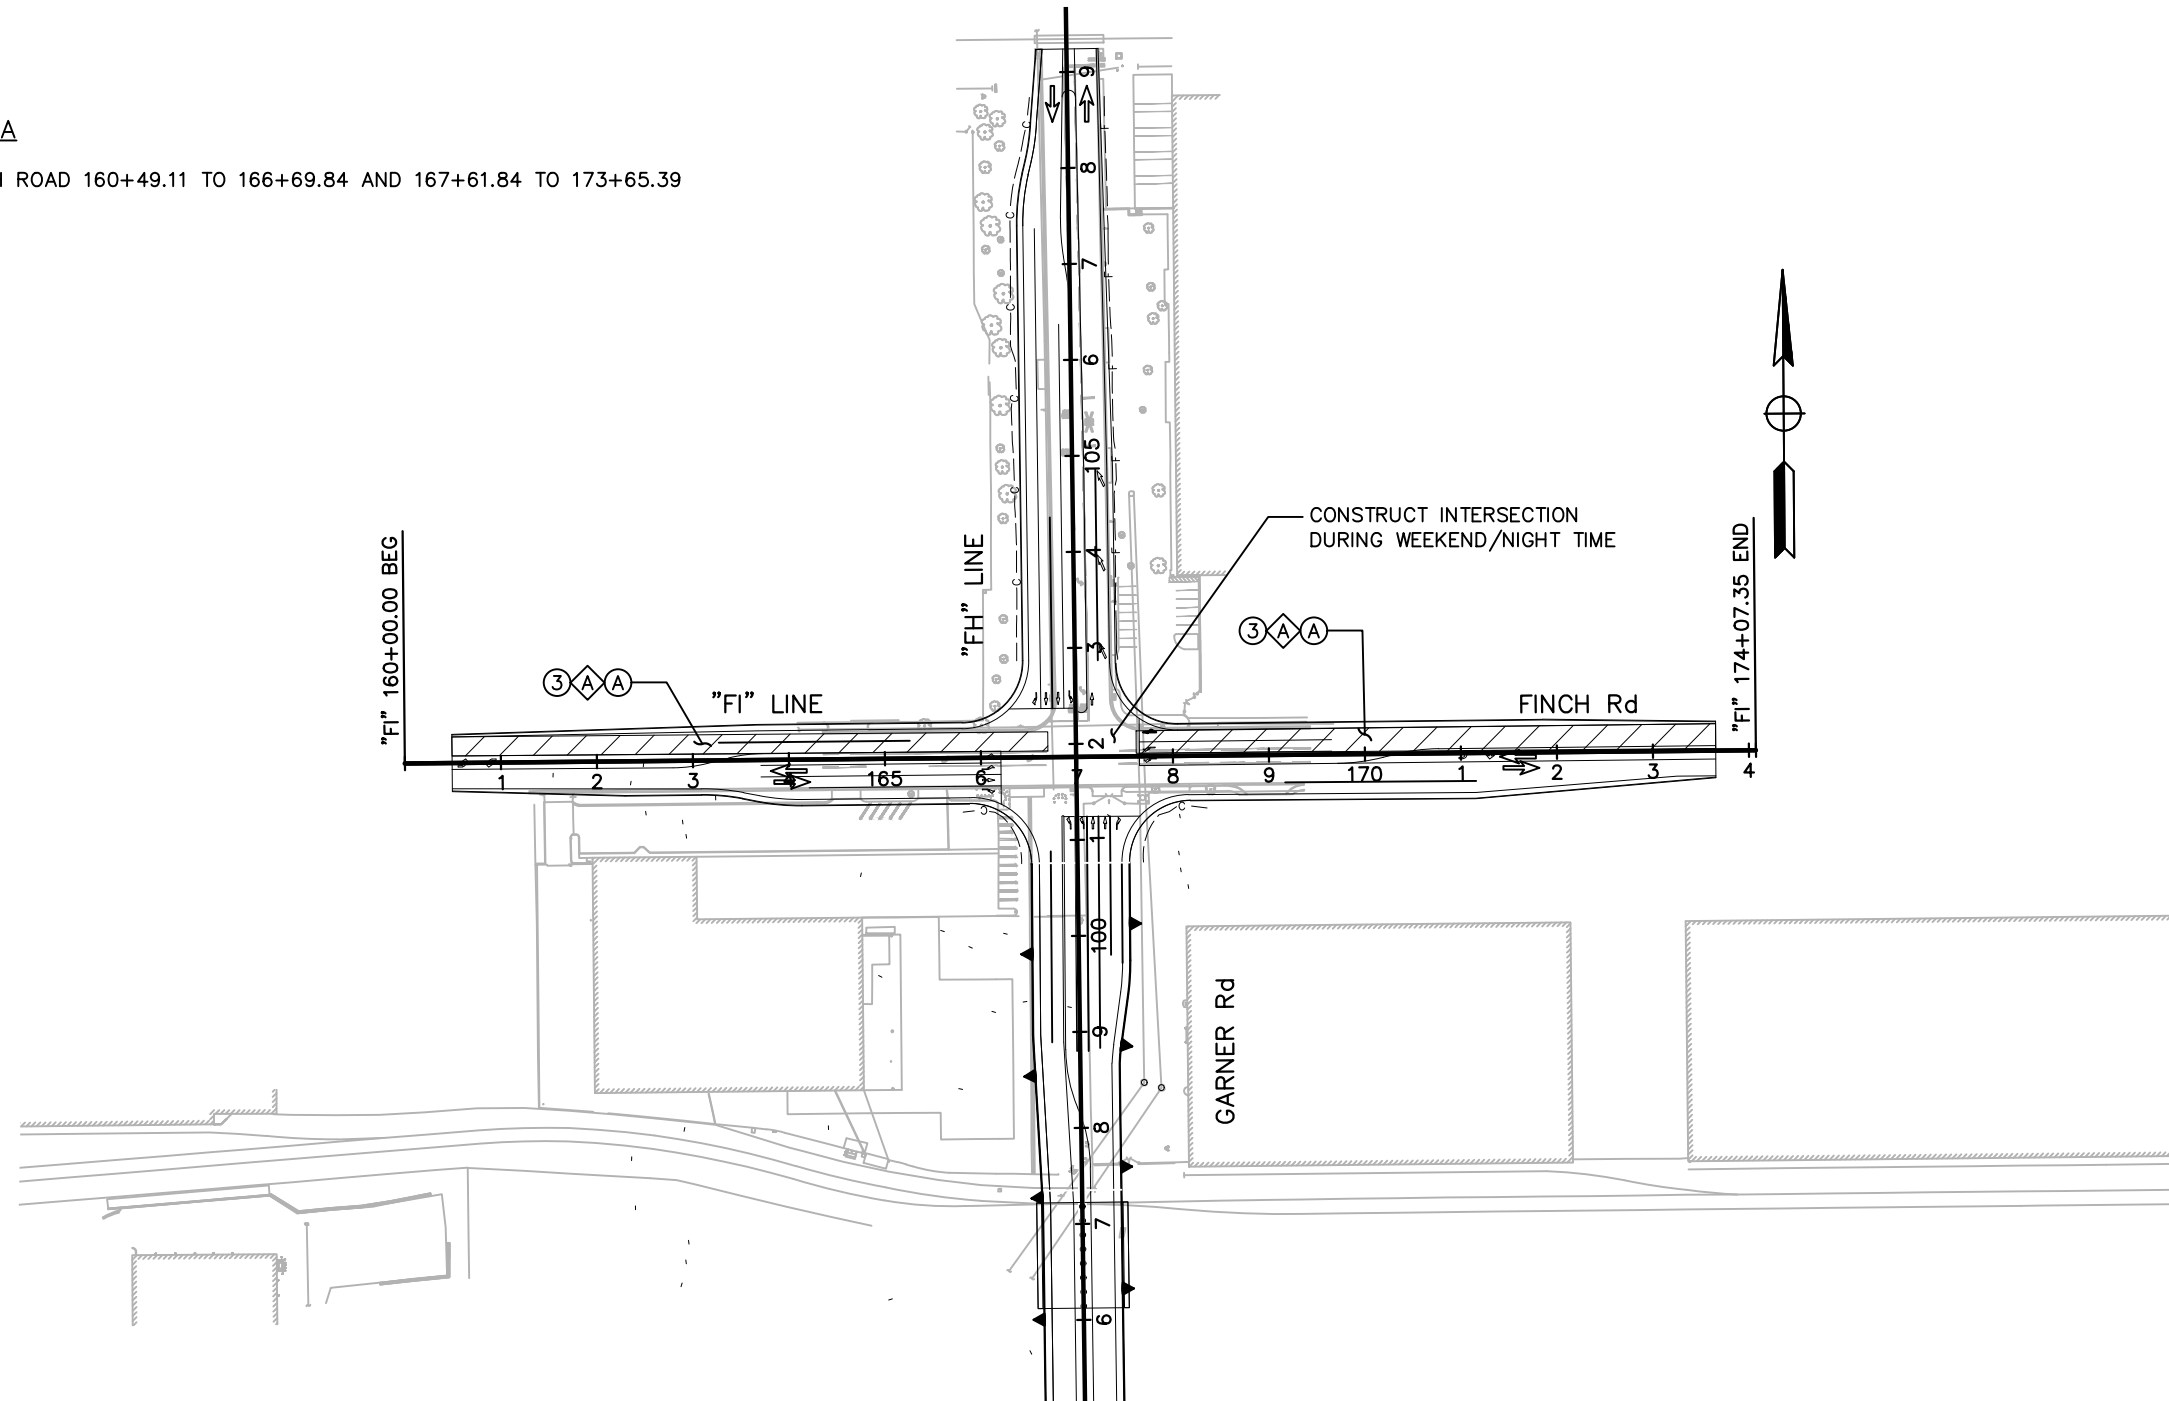 A
ROAD 160+49.11 TO 166+69.84 AND 167+61.84 TO 173+65.39
9
8
7
6
105
4
3
2
1
100
9
8
7
6
CONSTRUCT INTERSECTION
DURING WEEKEND/NIGHT TIME
"FI" 160+00.00 BEG
"FH" LINE
"FI" 174+07.35 END
3 A A
3 A A
"FI" LINE
FINCH Rd
1 2 3 4 165 6 7 8 9 170 1 2 3 4
GARNER Rd
C
C
C
C
C
C
C
C
F
F
F
F
F